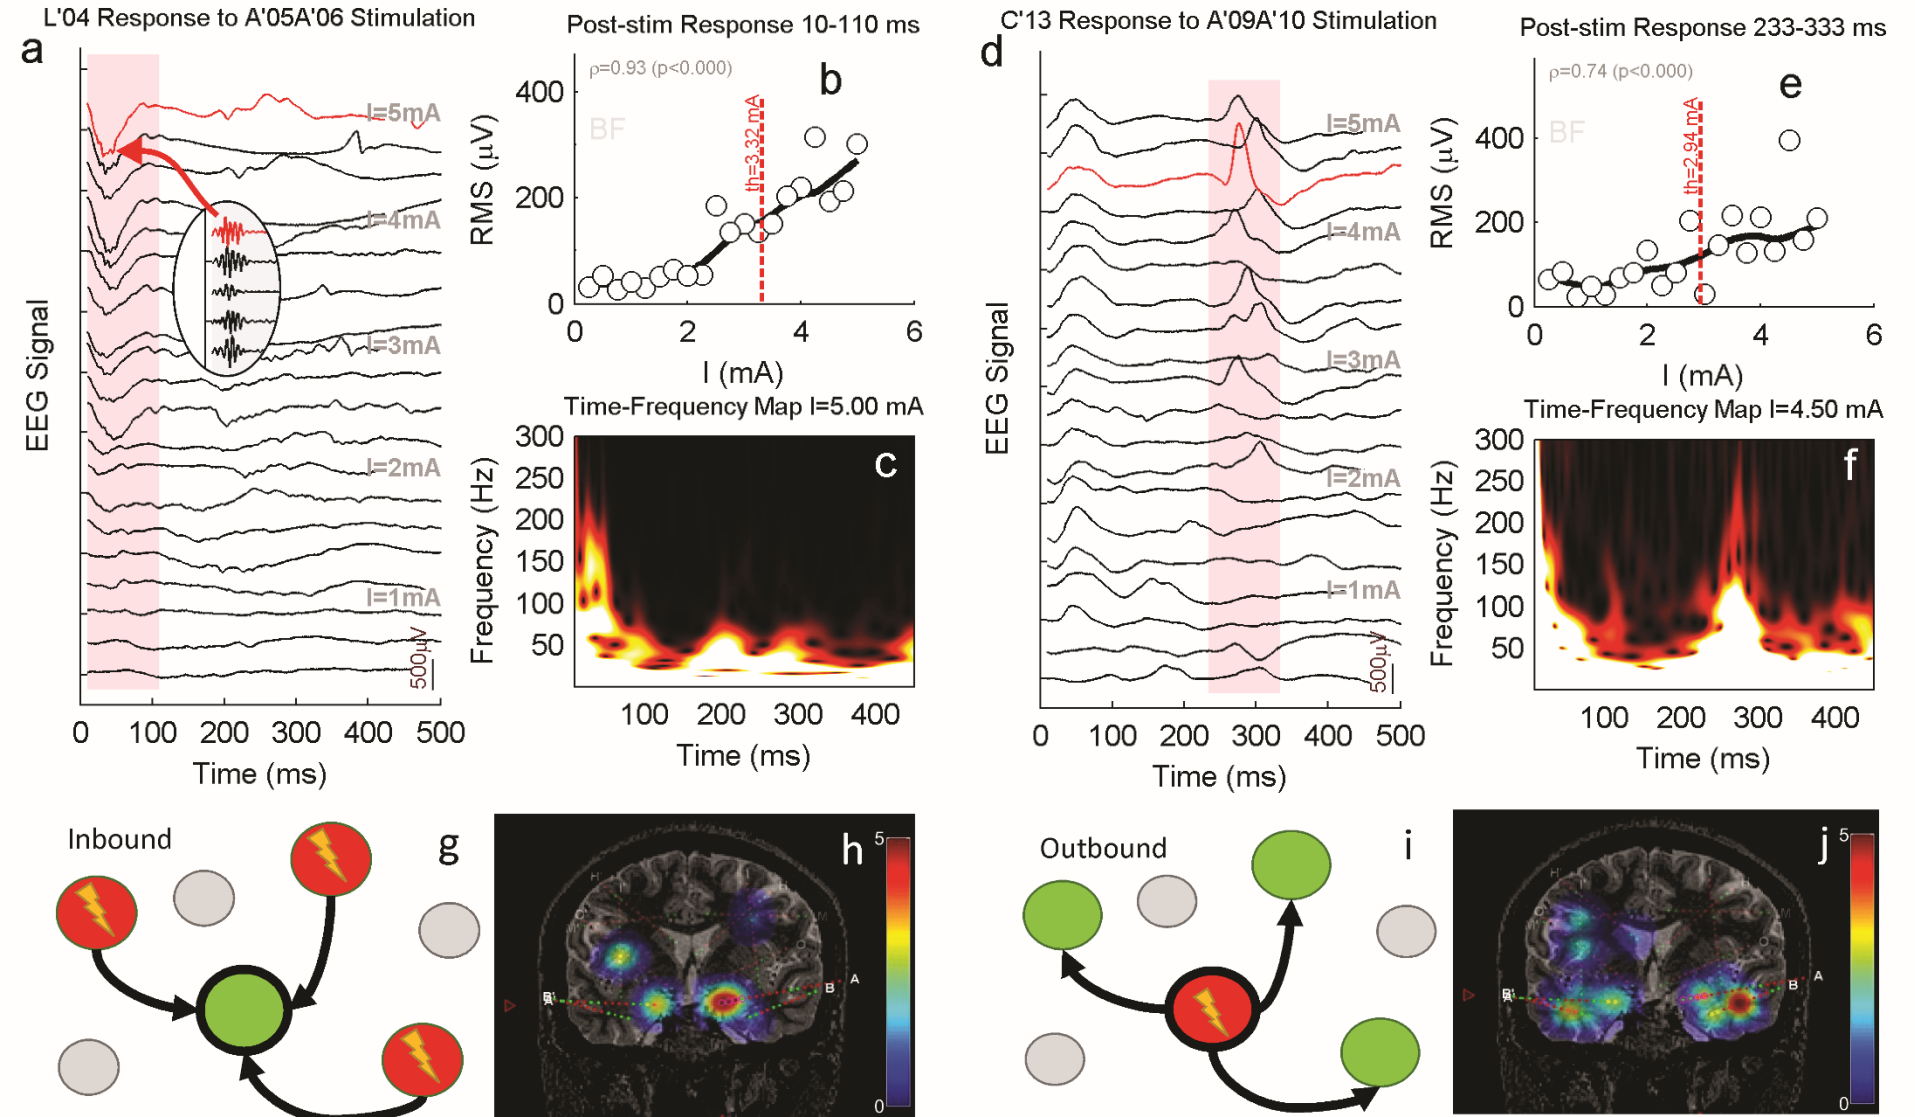 L'04 Response to A'05A'06 Stimulation
a
I=5mA
I=4mA
I=3mA
I=2mA
I=1mA
500μV
EEG Signal
0 100 200 300 400 500
Time (ms)
Post-stim Response 10-110 ms
b
ρ=0.93 (p<0.000)
BF
th=3.32 mA
RMS (μV)
400
200
0
0 2 4 6
I (mA)
Time-Frequency Map I=5.00 mA
c
Frequency (Hz)
300
250
200
150
100
50
100 200 300 400
Time (ms)
C'13 Response to A'09A'10 Stimulation
d
I=5mA
I=4mA
I=3mA
I=2mA
I=1mA
500μV
EEG Signal
0 100 200 300 400 500
Time (ms)
Post-stim Response 233-333 ms
e
ρ=0.74 (p<0.000)
BF
th=2.94 mA
RMS (μV)
400
200
0
0 2 4 6
I (mA)
Time-Frequency Map I=4.50 mA
f
Frequency (Hz)
300
250
200
150
100
50
100 200 300 400
Time (ms)
Inbound
g
h
5
0
H
M
A
B
B'
Outbound
i
j
5
0
A
B
B'